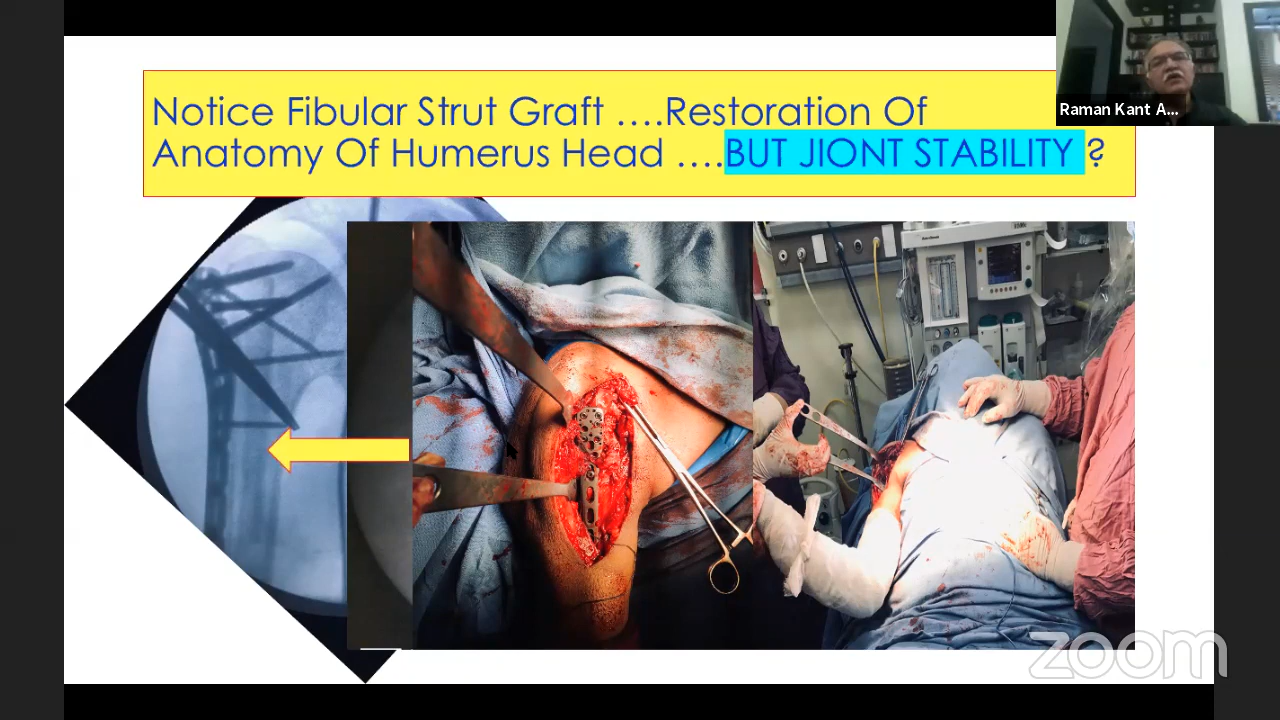 Notice Fibular Strut Graft ….Restoration Of
Anatomy Of Humerus Head ….BUT JIONT STABILITY ?
Raman Kant A...
zoom